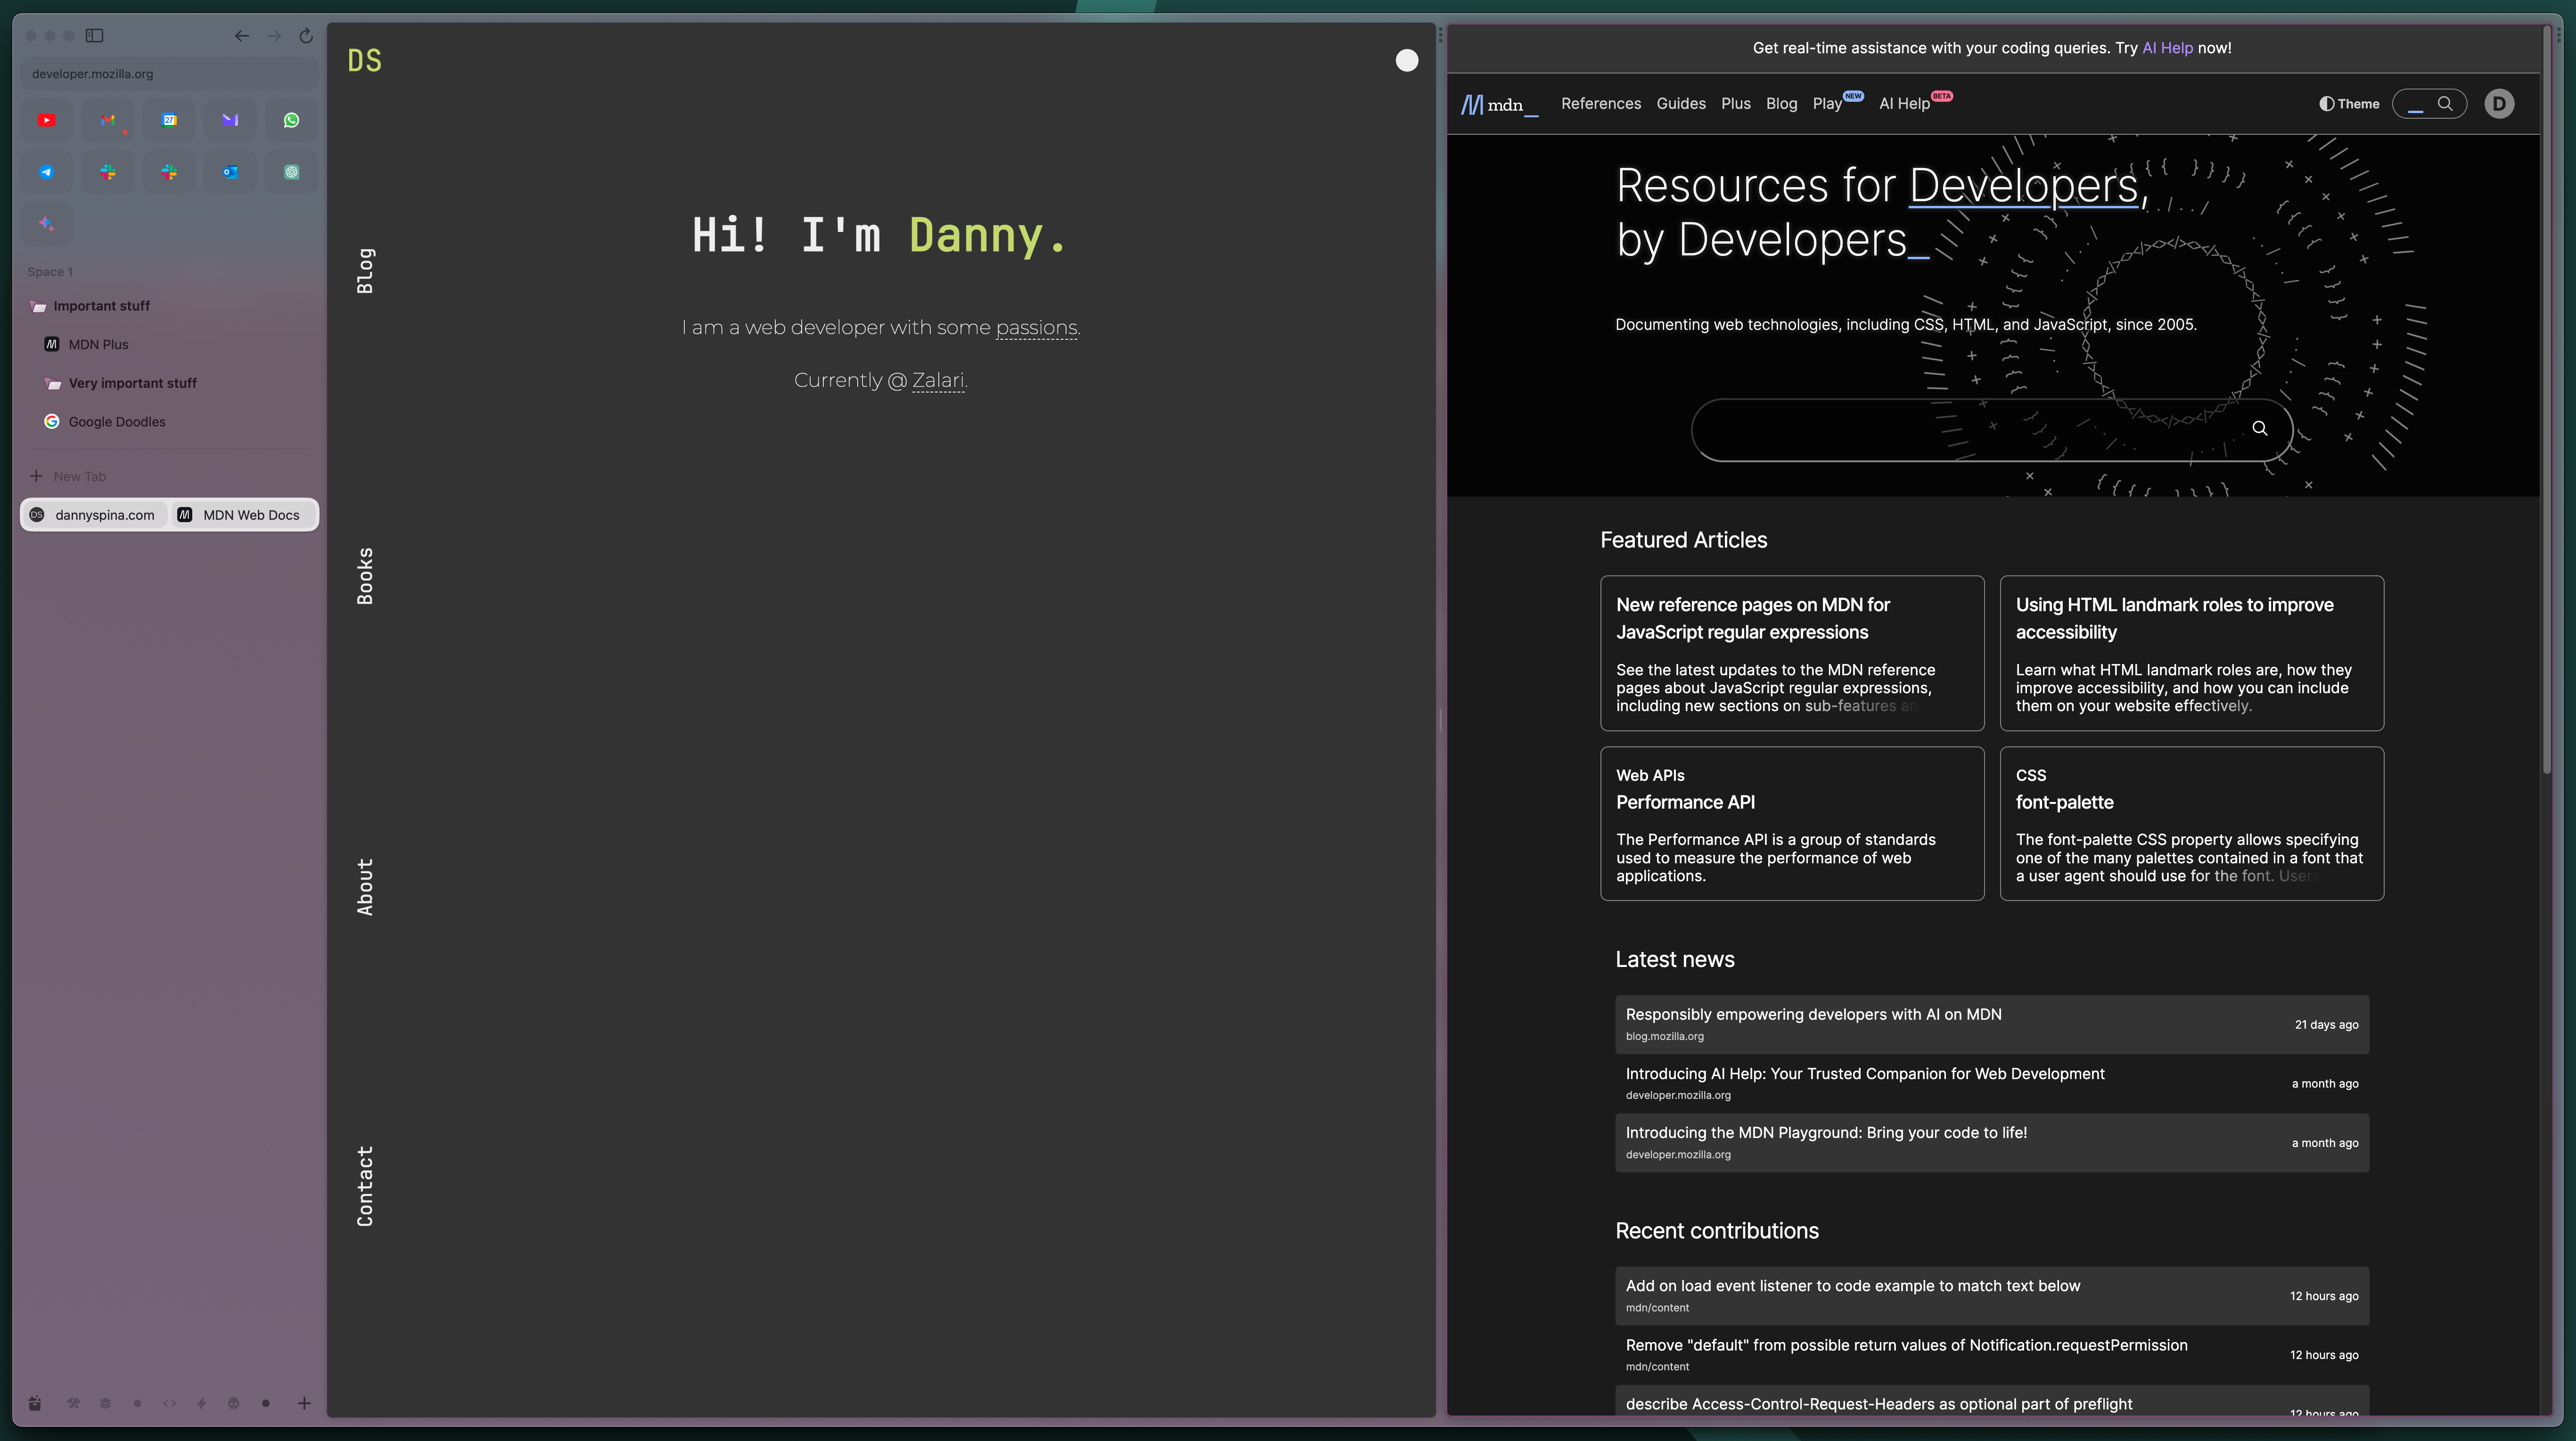 developer.mozilla.org
27
Space 1
Important stuff
MDN Plus
Very important stuff
Google Doodles
New Tab
DS dannyspina.com
MDN Web Docs
DS
Blog
Books
About
Contact
Hi! I'm Danny.
I am a web developer with some passions.
Currently @ Zalari.
Get real-time assistance with your coding queries. Try AI Help now!
mdn_
References Guides Plus Blog Play NEW AI Help BETA
Theme
D
Resources for Developers,
by Developers_
Documenting web technologies, including CSS, HTML, and JavaScript, since 2005.
Featured Articles
New reference pages on MDN for
JavaScript regular expressions
See the latest updates to the MDN reference
pages about JavaScript regular expressions,
including new sections on sub-features an
Using HTML landmark roles to improve
accessibility
Learn what HTML landmark roles are, how they
improve accessibility, and how you can include
them on your website effectively.
Web APIs
Performance API
The Performance API is a group of standards
used to measure the performance of web
applications.
CSS
font-palette
The font-palette CSS property allows specifying
one of the many palettes contained in a font that
a user agent should use for the font. Users
Latest news
Responsibly empowering developers with AI on MDN
blog.mozilla.org
21 days ago
Introducing AI Help: Your Trusted Companion for Web Development
developer.mozilla.org
a month ago
Introducing the MDN Playground: Bring your code to life!
developer.mozilla.org
a month ago
Recent contributions
Add on load event listener to code example to match text below
mdn/content
12 hours ago
Remove "default" from possible return values of Notification.requestPermission
mdn/content
12 hours ago
describe Access-Control-Request-Headers as optional part of preflight
12 hours ago